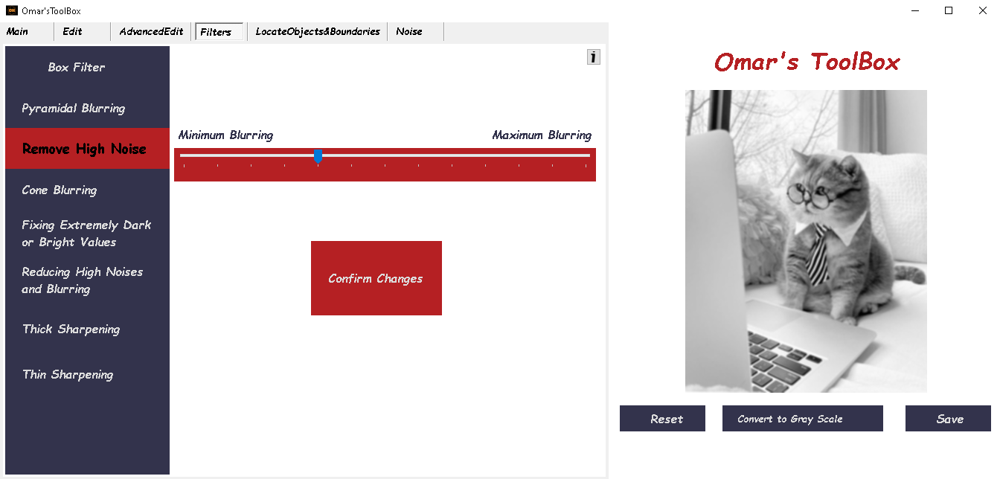 Omar'sToolBox
Main
Edit
AdvancedEdit
Filters
LocateObjects&Boundaries
Noise
Box Filter
Pyramidal Blurring
Remove High Noise
Cone Blurring
Fixing Extremely Dark
or Bright Values
Reducing High Noises
and Blurring
Thick Sharpening
Thin Sharpening
i
Minimum Blurring
Maximum Blurring
Confirm Changes
Omar's ToolBox
Reset
Convert to Gray Scale
Save